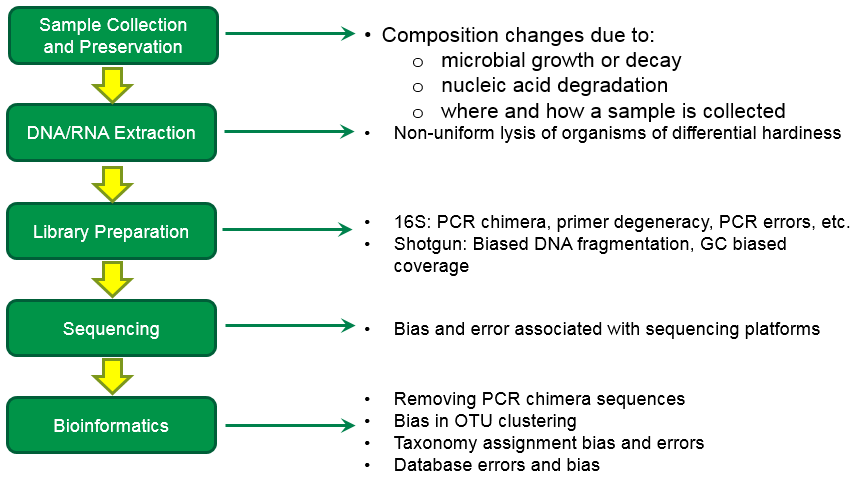 Sample Collection
and Preservation
• Composition changes due to:
o microbial growth or decay
o nucleic acid degradation
o where and how a sample is collected
DNA/RNA Extraction
• Non-uniform lysis of organisms of differential hardiness
Library Preparation
• 16S: PCR chimera, primer degeneracy, PCR errors, etc.
• Shotgun: Biased DNA fragmentation, GC biased
coverage
Sequencing
• Bias and error associated with sequencing platforms
Bioinformatics
• Removing PCR chimera sequences
• Bias in OTU clustering
• Taxonomy assignment bias and errors
• Database errors and bias